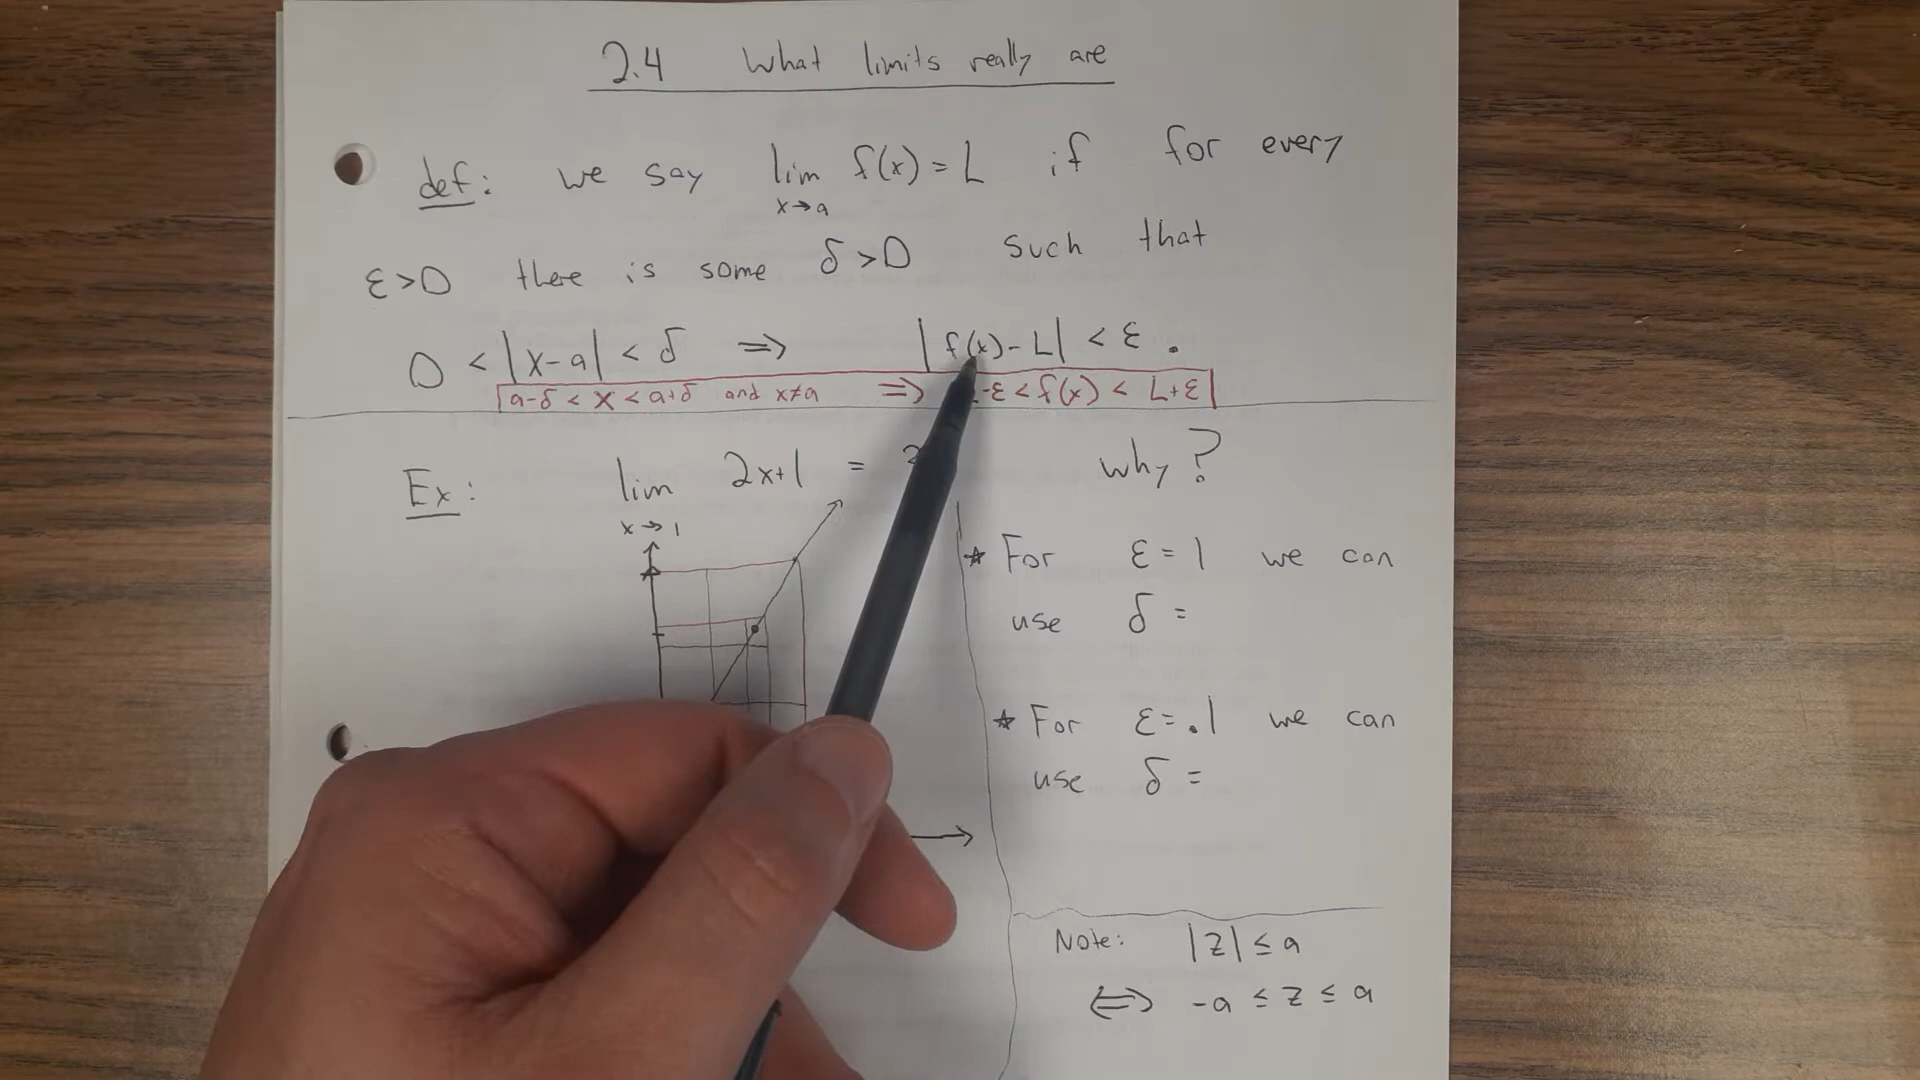 2.4 What limits really are
def: we say lim f(x) = L if for every
x→a
ε>0 there is some δ>0 such that
0 < |x-a| < δ ⇒ |f(x)-L| < ε.
a-δ < x < a+δ and x≠a ⇒ -ε < f(x) < L+ε
Ex: lim 2x+1 = why?
x→1
* For ε = 1 we can
use δ =
* For ε = .1 we can
use δ =
Note: |z| ≤ a
⇔ -a ≤ z ≤ a